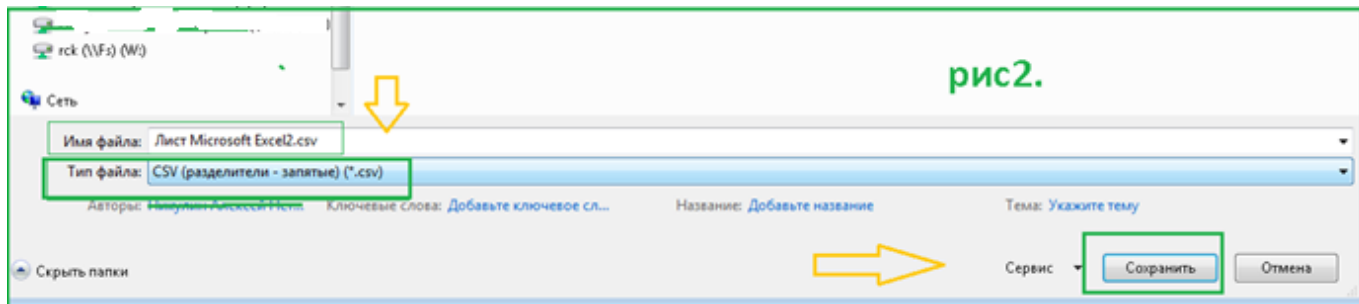 rck (\\Fs) (W:)
рис2.
Сеть
Имя файла: Лист Microsoft Excel2.csv
Тип файла: CSV (разделители - запятые) (*.csv)
Авторы: Ключевые слова: Добавьте ключевое сл... Название: Добавьте название Тема: Укажите тему
Скрыть папки Сервис Сохранить Отмена